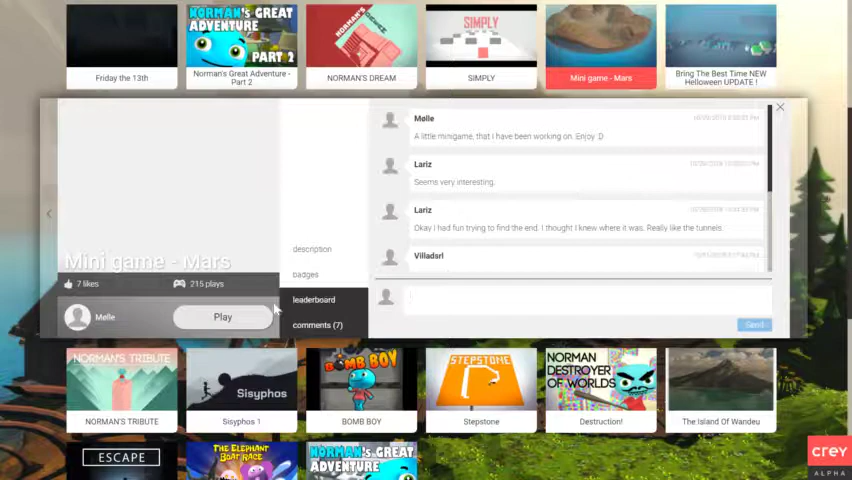 NORMAN'S GREAT
ADVENTURE
PART 2
SIMPLY
Friday the 13th
Norman's Great Adventure -
Part 2
NORMAN'S DREAM
SIMPLY
Mini game - Mars
Bring The Best Time NEW
Helloween UPDATE !
Mølle
A little minigame, that I have been working on. Enjoy :D
Lariz
Seems very interesting.
Lariz
Okay I had fun trying to find the end. I thought I knew where it was. Really like the tunnels.
Villadsrl
description
badges
leaderboard
comments (7)
Mini game - Mars
7 likes
215 plays
Mølle
Play
Send
NORMAN'S
TRIBUTE
Sisyphos
BOMB BOY
STEPSTONE
NORMAN
DESTROYER
OF WORLDS
NORMAN'S TRIBUTE
Sisyphos 1
BOMB BOY
Stepstone
Destruction!
The Island Of Wandeu
ESCAPE
THE ELEPHANT
BOAT RACE
NORMAN'S GREAT
ADVENTURE
crey
ALPHA